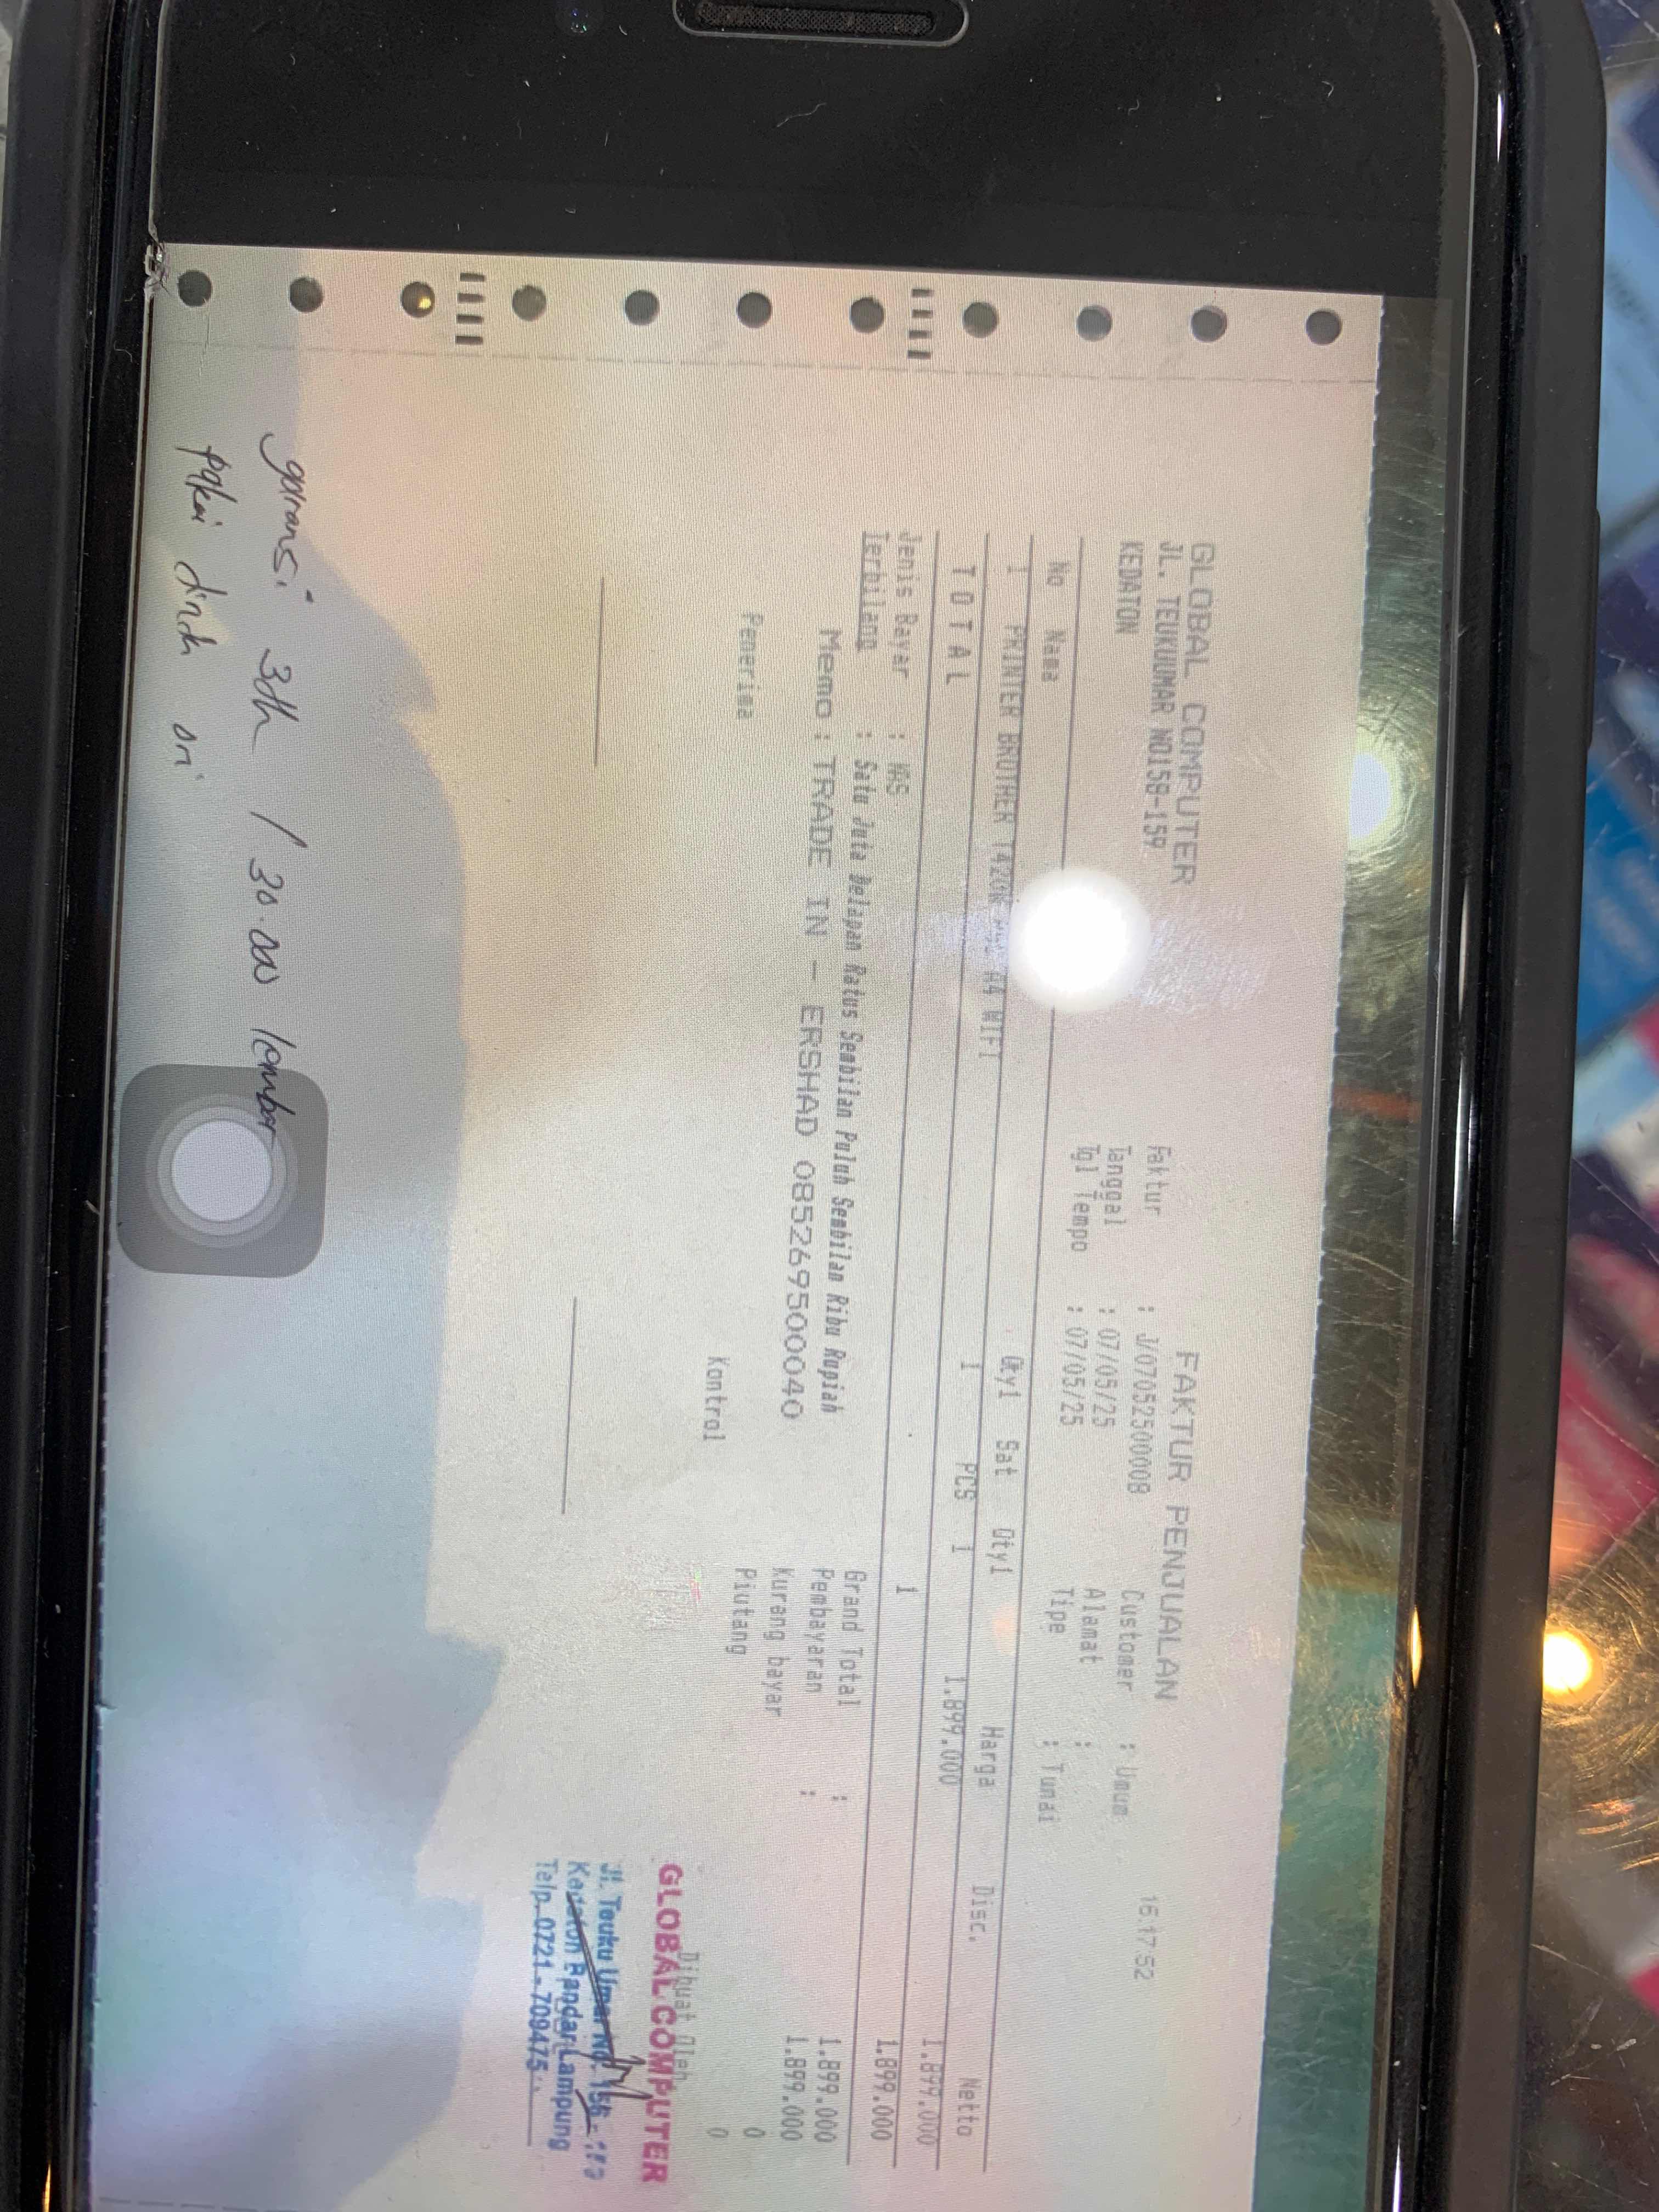 GLOBAL COMPUTER
JL. TEUKUUMAR NO158-159
KEDATON
FAKTUR PENJUALAN
16:17:52
Faktur : J/07052500008
Tanggal : 07/05/25
Tgl Tempo : 07/05/25
Customer : Umum
Alamat :
Tipe : Tunai
No Nama Qty1 Sat Qty1 Harga Disc. Netto
1 PRINTER BROTHER A4 WIFI 1 PCS 1 1.899.000 1.899.000
T O T A L 1 1.899.000
Jenis Bayar : KAS
Terbilang : Satu Juta Delapan Ratus Sembilan Puluh Sembilan Ribu Rupiah
Memo : TRADE IN - ERSHAD 085269500040
Grand Total : 1.899.000
Pembayaran : 1.899.000
Kurang bayar 0
Piutang 0
Penerima Kontrol Dibuat Oleh
GLOBAL COMPUTER
Jl. Teuku Umar No.
Kedaton Bandar Lampung
Telp. 0721 - 709475
garansi 3th / 30.000 lembar
pakai tinta ori